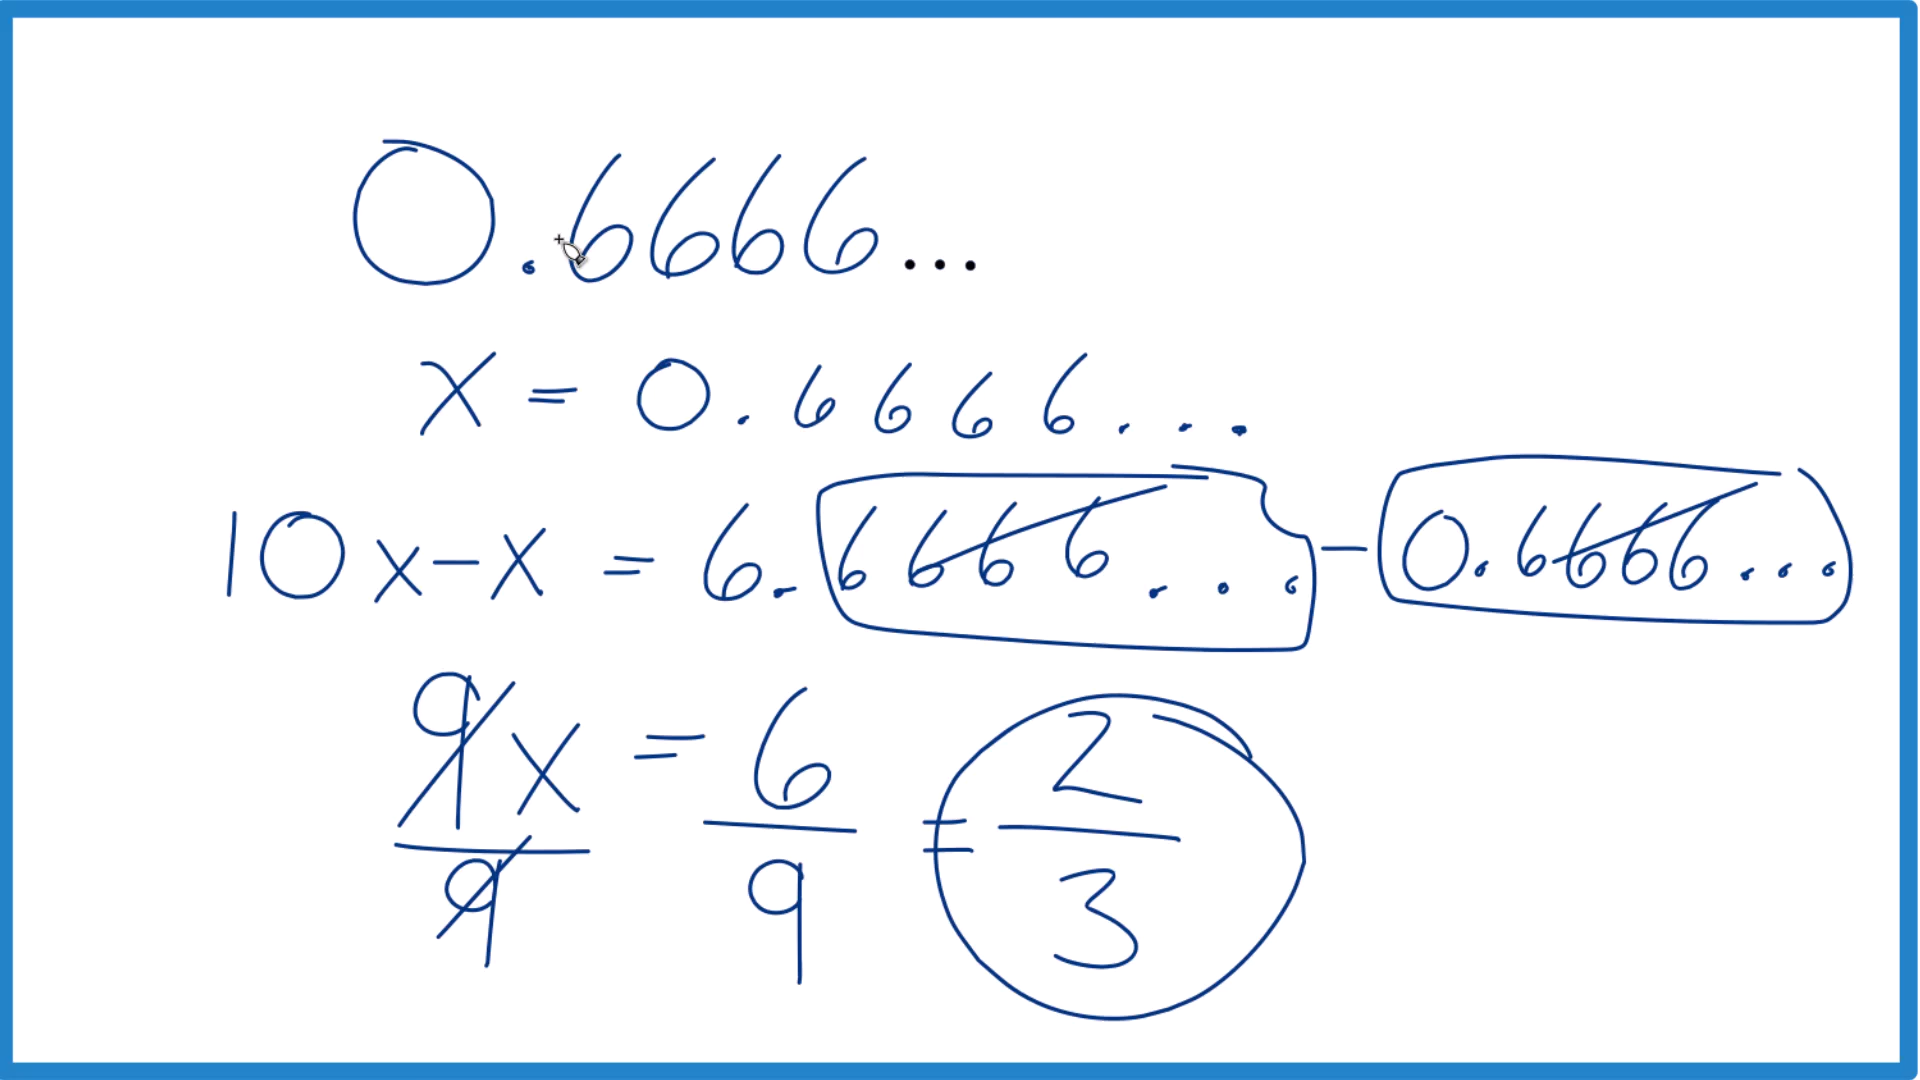 0.6666...
x = 0.6666...
10x-x = 6.6666... - 0.6666...
9x/9 = 6/9 = 2/3